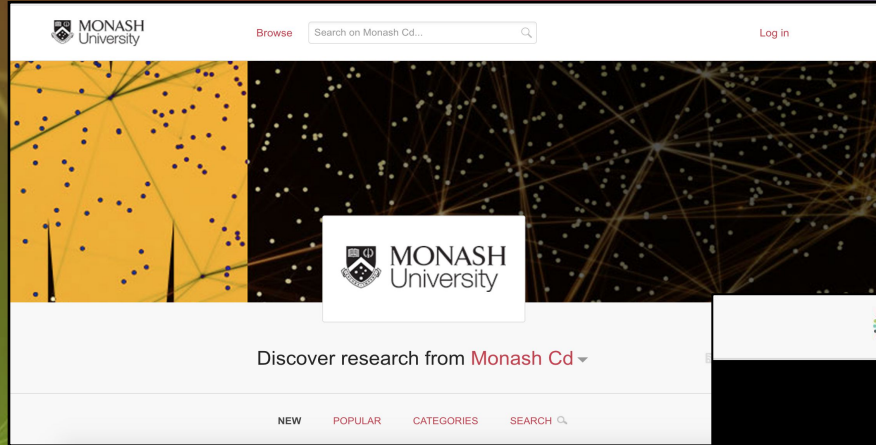 MONASH
University
Browse
Search on Monash Cd...
Log in
MONASH
University
Discover research from Monash Cd
NEW
POPULAR
CATEGORIES
SEARCH